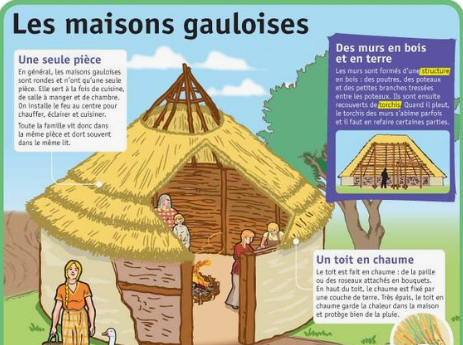 Les maisons gauloises
Une seule pièce
En général, les maisons gauloises
sont rondes et n'ont qu'une seule
pièce. Elle sert à la fois de cuisine,
de salle à manger et de chambre.
On installe le feu au centre pour
chauffer, éclairer et cuisiner.
Toute la famille vit donc dans
la même pièce et dort souvent
dans le même lit.
Des murs en bois
et en terre
Les murs sont formés d'une structure
en bois : des poutres, des poteaux
et des petites branches tressées
entre les poteaux. Ils sont ensuite
recouverts de torchis. Quand il pleut,
le torchis des murs s'abîme parfois
et il faut en refaire certaines parties.
Un toit en chaume
Le toit est fait en chaume : de la paille
ou des roseaux attachés en bouquets.
En haut du toit, le chaume est fixé par
une couche de terre. Très épais, le toit en
chaume garde la chaleur dans la maison
et protège bien de la pluie.